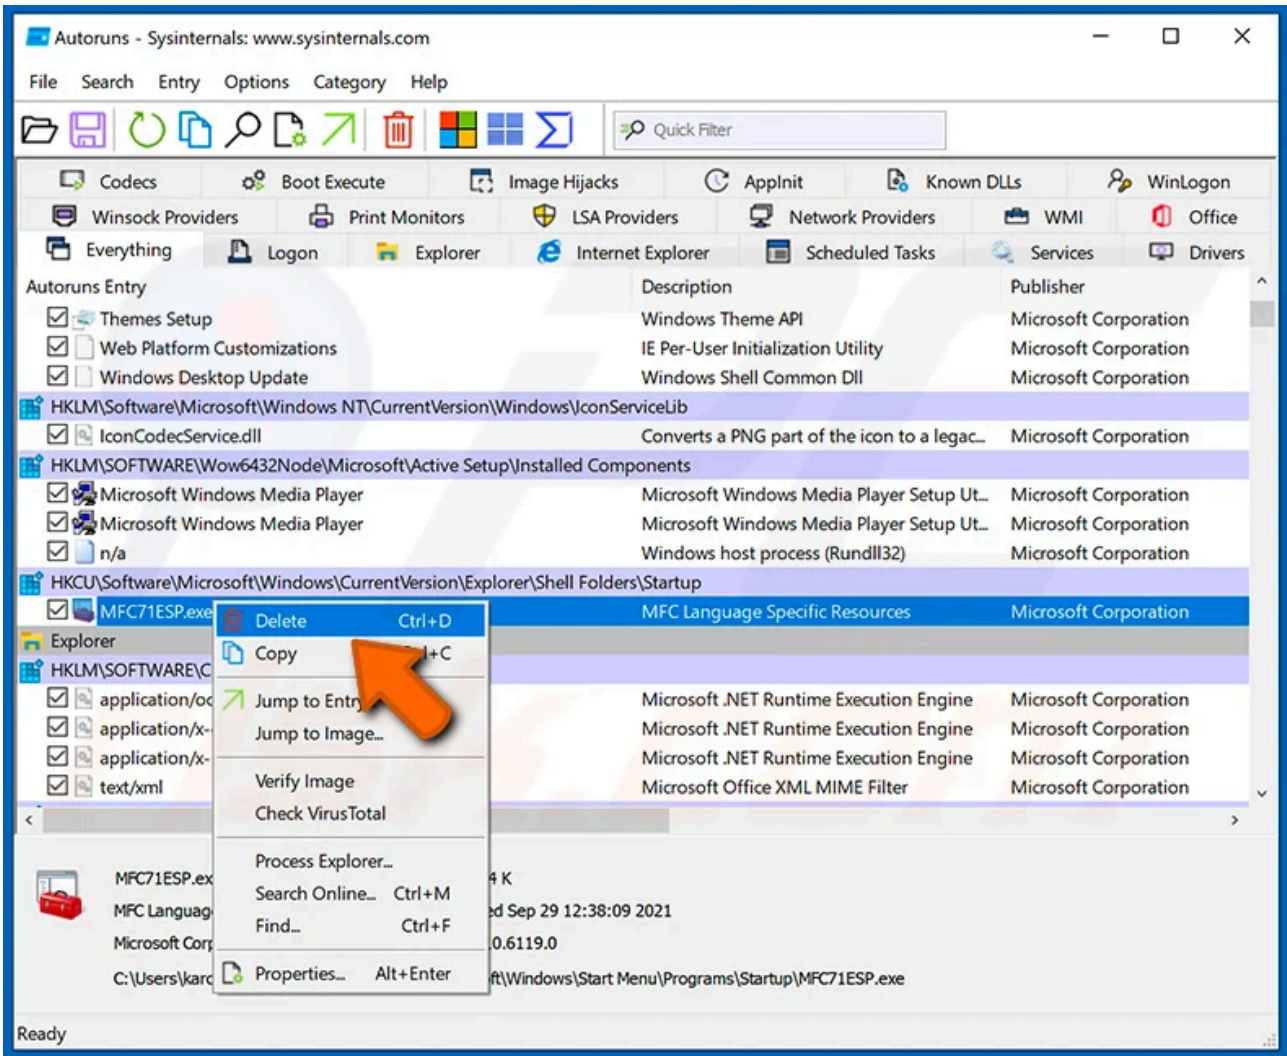 Autoruns - Sysinternals: www.sysinternals.com
File Search Entry Options Category Help
Quick Filter
Codecs Boot Execute Image Hijacks AppInit Known DLLs WinLogon
Winsock Providers Print Monitors LSA Providers Network Providers WMI Office
Everything Logon Explorer Internet Explorer Scheduled Tasks Services Drivers
Autoruns Entry Description Publisher
Themes Setup Windows Theme API Microsoft Corporation
Web Platform Customizations IE Per-User Initialization Utility Microsoft Corporation
Windows Desktop Update Windows Shell Common Dll Microsoft Corporation
HKLM\Software\Microsoft\Windows NT\CurrentVersion\Windows\IconServiceLib
IconCodecService.dll Converts a PNG part of the icon to a legac... Microsoft Corporation
HKLM\SOFTWARE\Wow6432Node\Microsoft\Active Setup\Installed Components
Microsoft Windows Media Player Microsoft Windows Media Player Setup Ut... Microsoft Corporation
Microsoft Windows Media Player Microsoft Windows Media Player Setup Ut... Microsoft Corporation
n/a Windows host process (Rundll32) Microsoft Corporation
HKCU\Software\Microsoft\Windows\CurrentVersion\Explorer\Shell Folders\Startup
MFC71ESP.exe MFC Language Specific Resources Microsoft Corporation
Explorer
HKLM\SOFTWARE\C
application/oc Microsoft .NET Runtime Execution Engine Microsoft Corporation
application/x- Microsoft .NET Runtime Execution Engine Microsoft Corporation
application/x- Microsoft .NET Runtime Execution Engine Microsoft Corporation
text/xml Microsoft Office XML MIME Filter Microsoft Corporation
Delete Ctrl+D
Copy
Jump to Entry
Jump to Image...
Verify Image
Check VirusTotal
Process Explorer...
Search Online... Ctrl+M
Find... Ctrl+F
Properties... Alt+Enter
MFC71ESP.ex 4 K
MFC Languag ed Sep 29 12:38:09 2021
Microsoft Corp 0.6119.0
C:\Users\karo ft\Windows\Start Menu\Programs\Startup\MFC71ESP.exe
Ready